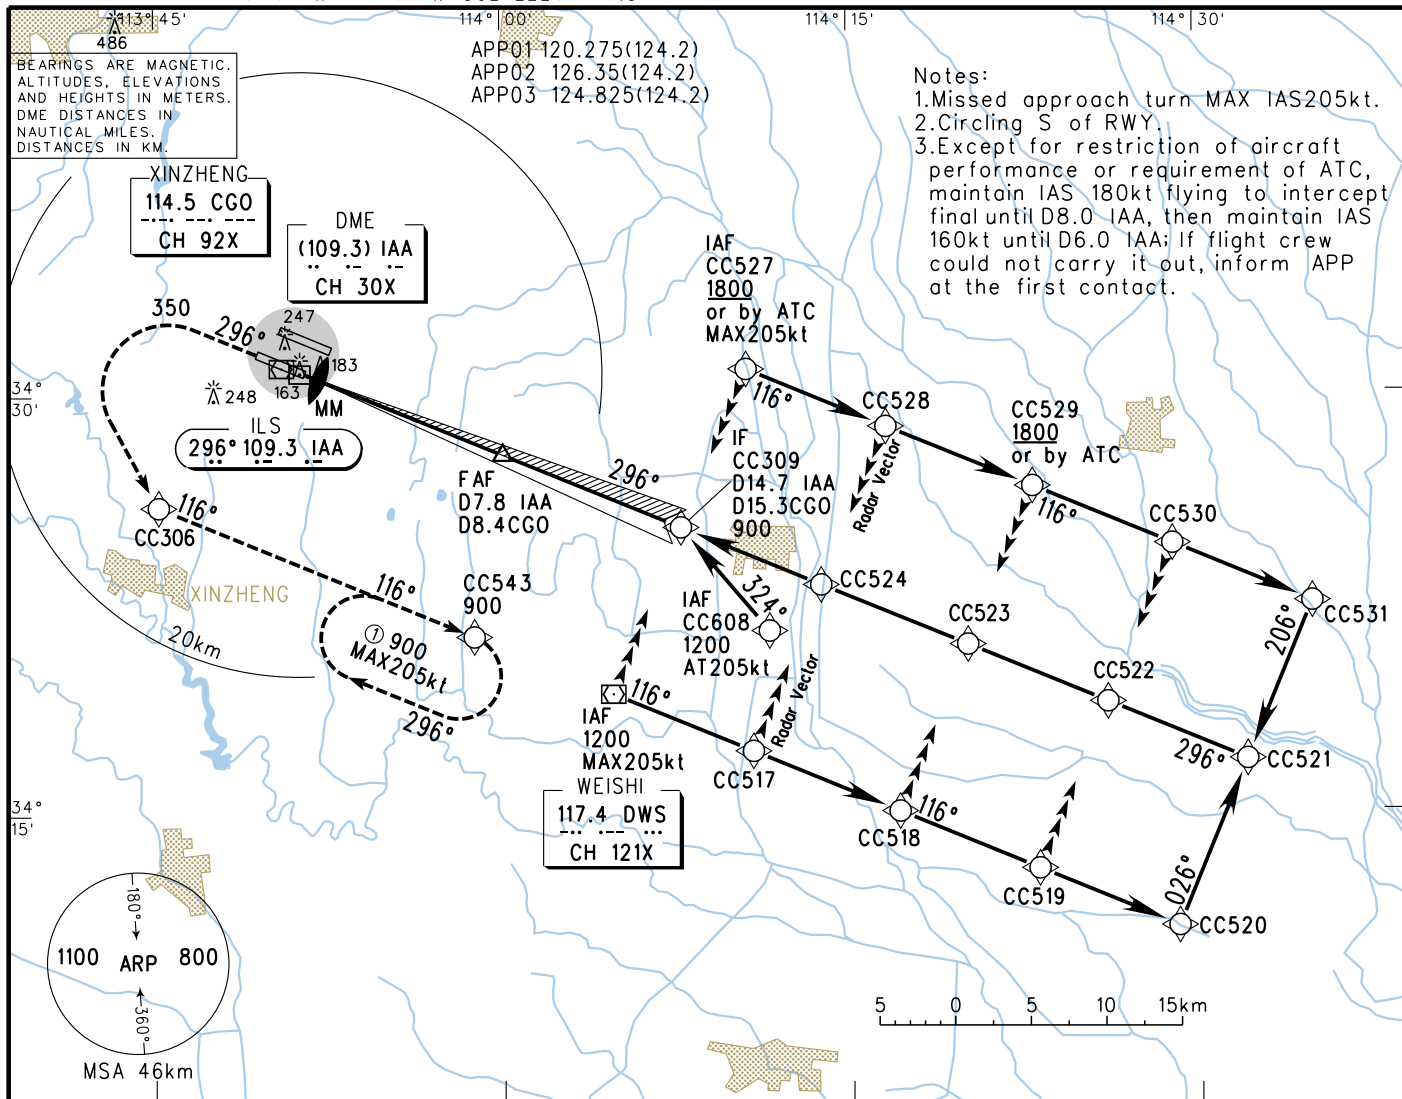 113°45'
114°00'
114°15'
114°30'
486
BEARINGS ARE MAGNETIC.
ALTITUDES, ELEVATIONS
AND HEIGHTS IN METERS.
DME DISTANCES IN
NAUTICAL MILES.
DISTANCES IN KM.
APP01 120.275(124.2)
APP02 126.35(124.2)
APP03 124.825(124.2)
Notes:
1.Missed approach turn MAX IAS205kt.
2.Circling S of RWY.
3.Except for restriction of aircraft
performance or requirement of ATC,
maintain IAS 180kt flying to intercept
final until D8.0 IAA, then maintain IAS
160kt until D6.0 IAA; If flight crew
could not carry it out, inform APP
at the first contact.
XINZHENG
114.5 CGO
CH 92X
DME
(109.3) IAA
CH 30X
350
296°
247
183
163
248
MM
34°
30'
ILS
296° 109.3 IAA
IAF
CC527
1800
or by ATC
MAX205kt
116°
CC528
Radar Vector
CC529
1800
or by ATC
116°
CC530
CC531
206°
IF
CC309
D14.7 IAA
D15.3CGO
900
296°
FAF
D7.8 IAA
D8.4CGO
CC306
116°
XINZHENG
20km
116°
CC543
900
① 900
MAX205kt
296°
CC524
324°
IAF
CC608
1200
AT205kt
CC523
CC522
296°
CC521
116°
IAF
1200
MAX205kt
WEISHI
117.4 DWS
CH 121X
Radar Vector
CC517
116°
CC518
CC519
026°
CC520
34°
15'
180°
1100 ARP 800
360°
MSA 46km
5 0 5 10 15km